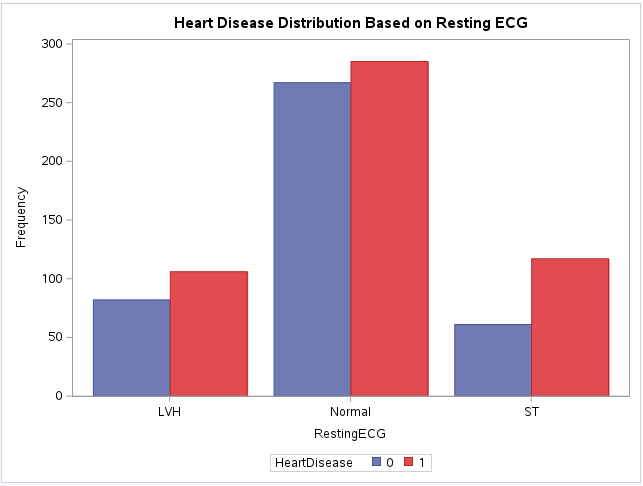 Heart Disease Distribution Based on Resting ECG
300
250
200
150
100
50
0
Frequency
LVH Normal ST
RestingECG
HeartDisease 0 1